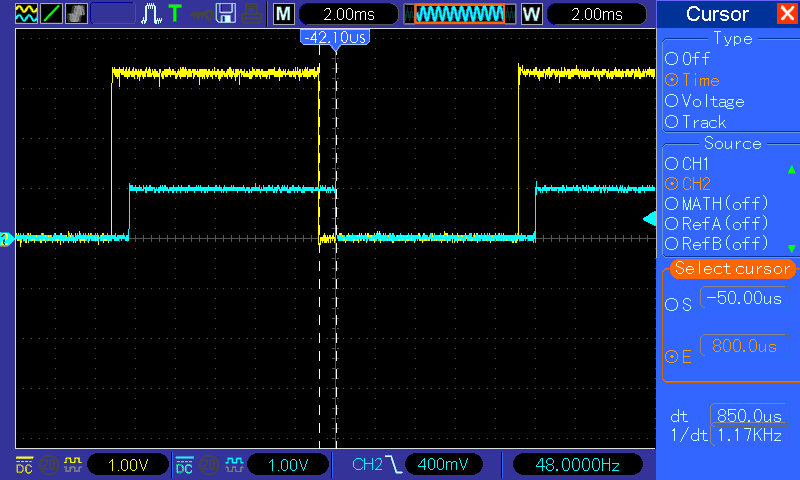 T M 2.00ms W 2.00ms Cursor
-42.10us
Type
Off
Time
Voltage
Track
Source
CH1
CH2
MATH(off)
RefA(off)
RefB(off)
Select cursor
S -50.00us
E 800.0us
dt 850.0us
1/dt 1.17KHz
DC 1.00V DC 1.00V CH2 400mV 48.0000Hz